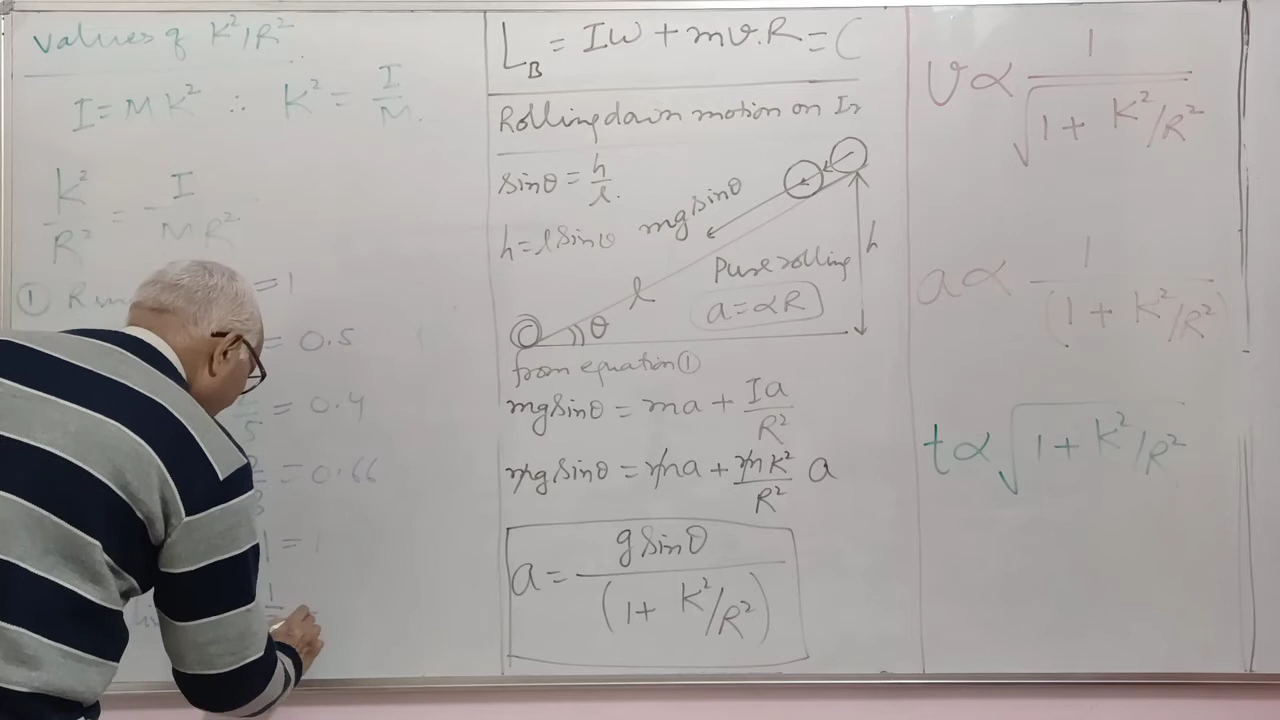 values of K²/R²
I = MK² ∴ K² = I/M.
K²/R² = I/MR²
① = 1
= 0.5
5 = 0.4
= 0.66
1 = 1
L_B = Iω + mv.R = C
Rolling down motion on
sinθ = h/l.
h = l sinθ
mg sinθ
h
l
θ
Pure rolling
a = αR
from equation ①
mg sinθ = ma + Ia/R²
mg sinθ = ma + mK²/R² a
a = g sinθ/(1 + K²/R²)
v ∝ 1/√(1 + K²/R²)
a ∝ 1/(1 + K²/R²)
t ∝ √(1 + K²/R²)